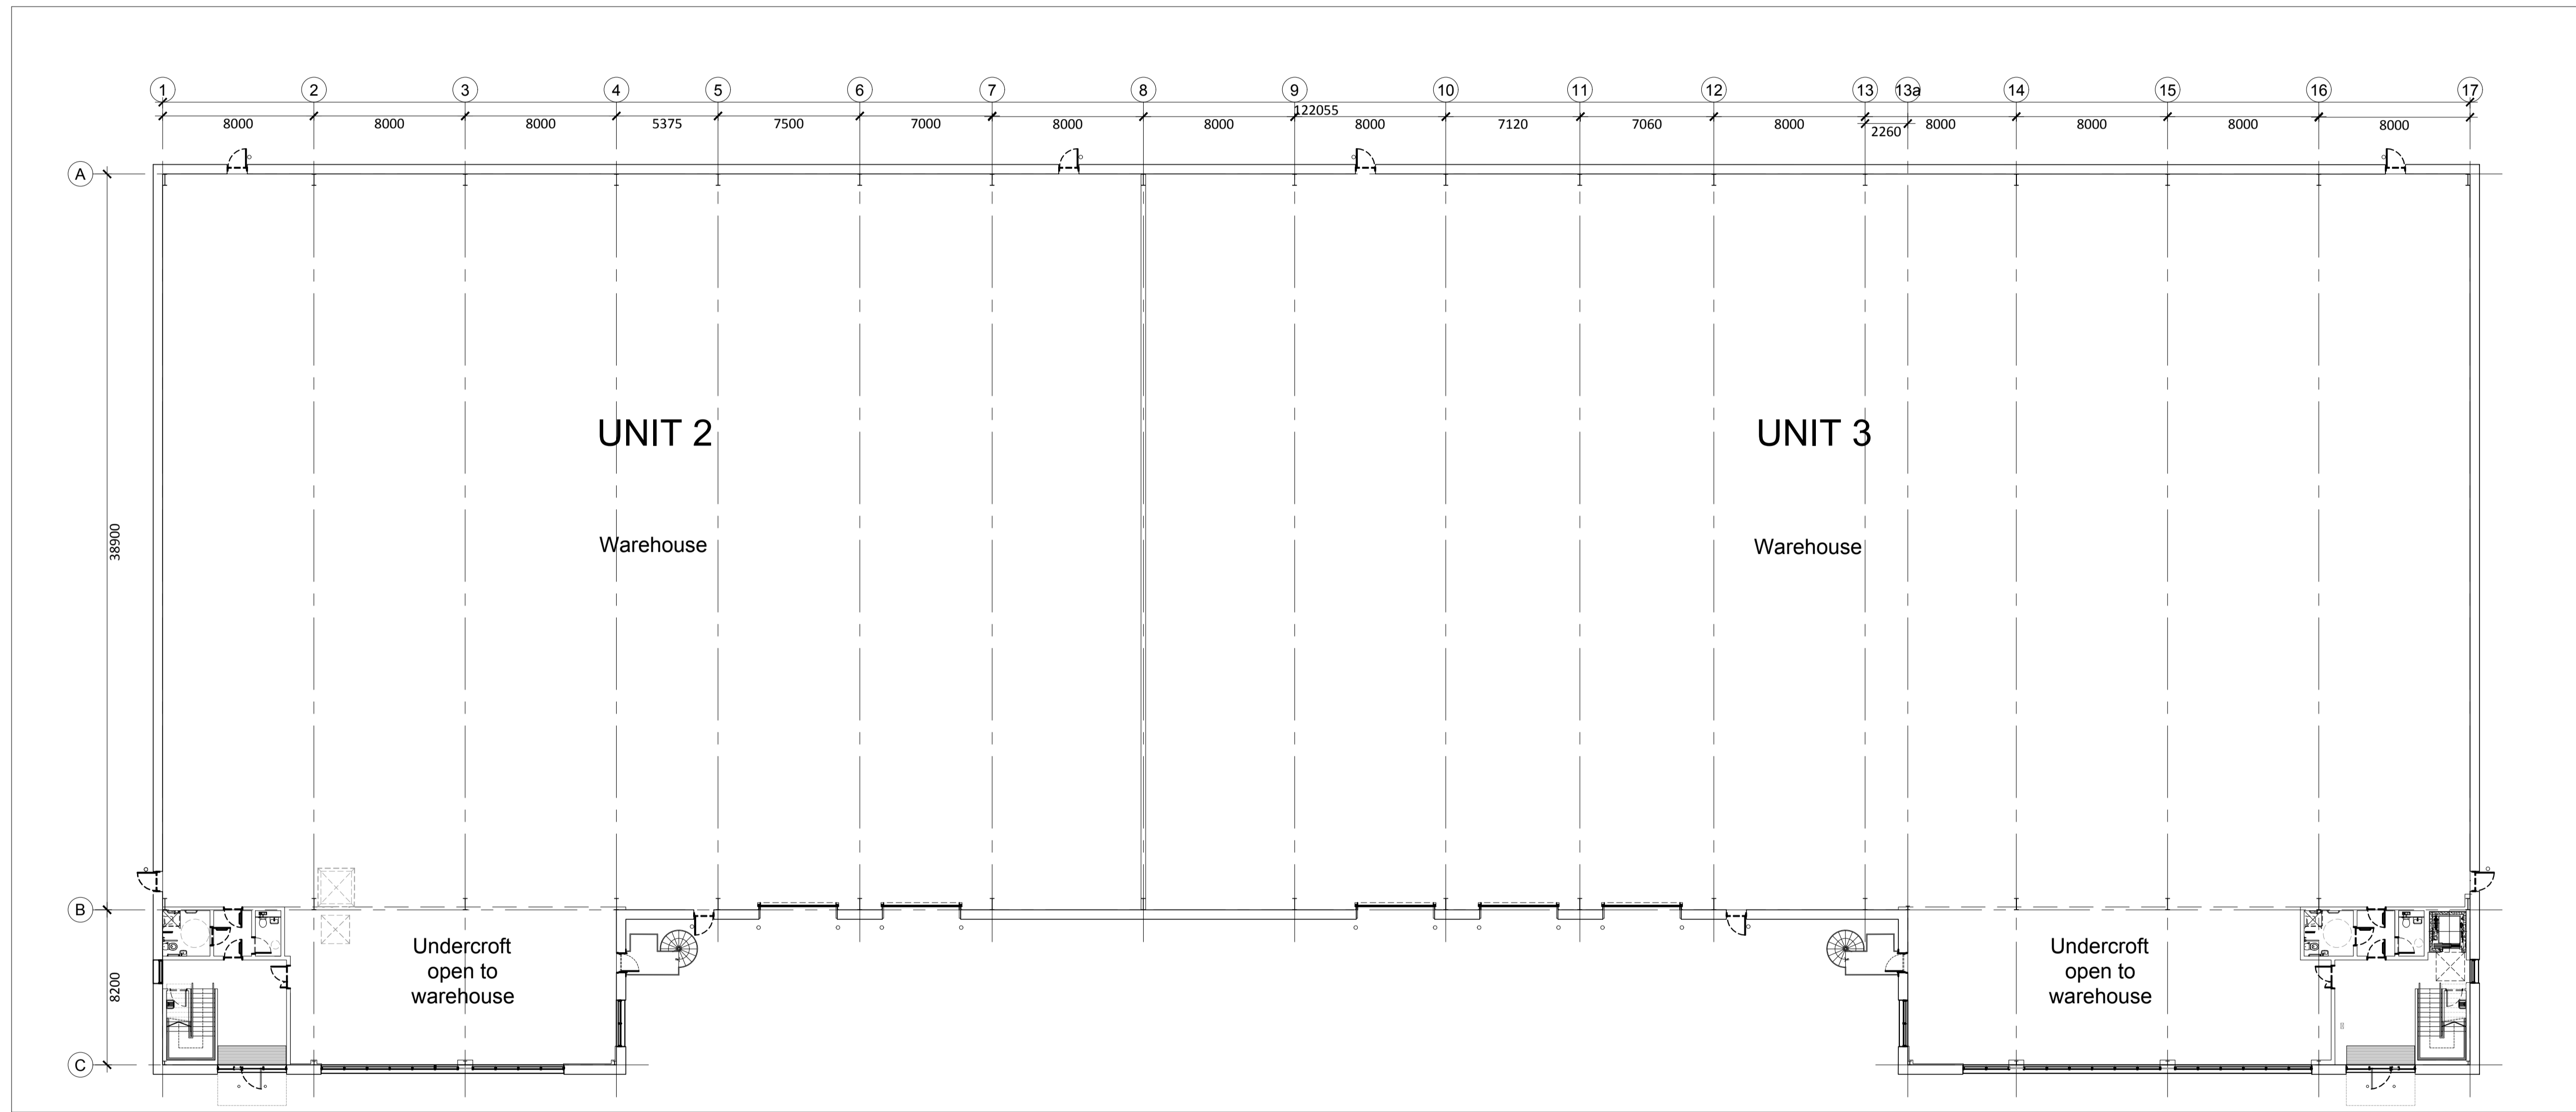 1 2 3 4 5 6 7 8 9 10 11 12 13 13a 14 15 16 17
122055
8000 8000 8000 5375 7500 7000 8000 8000 8000 7120 7060 8000 2260 8000 8000 8000 8000
A
UNIT 2 UNIT 3
38900
Warehouse Warehouse
B
8200
Undercroft
open to
warehouse
Undercroft
open to
warehouse
C